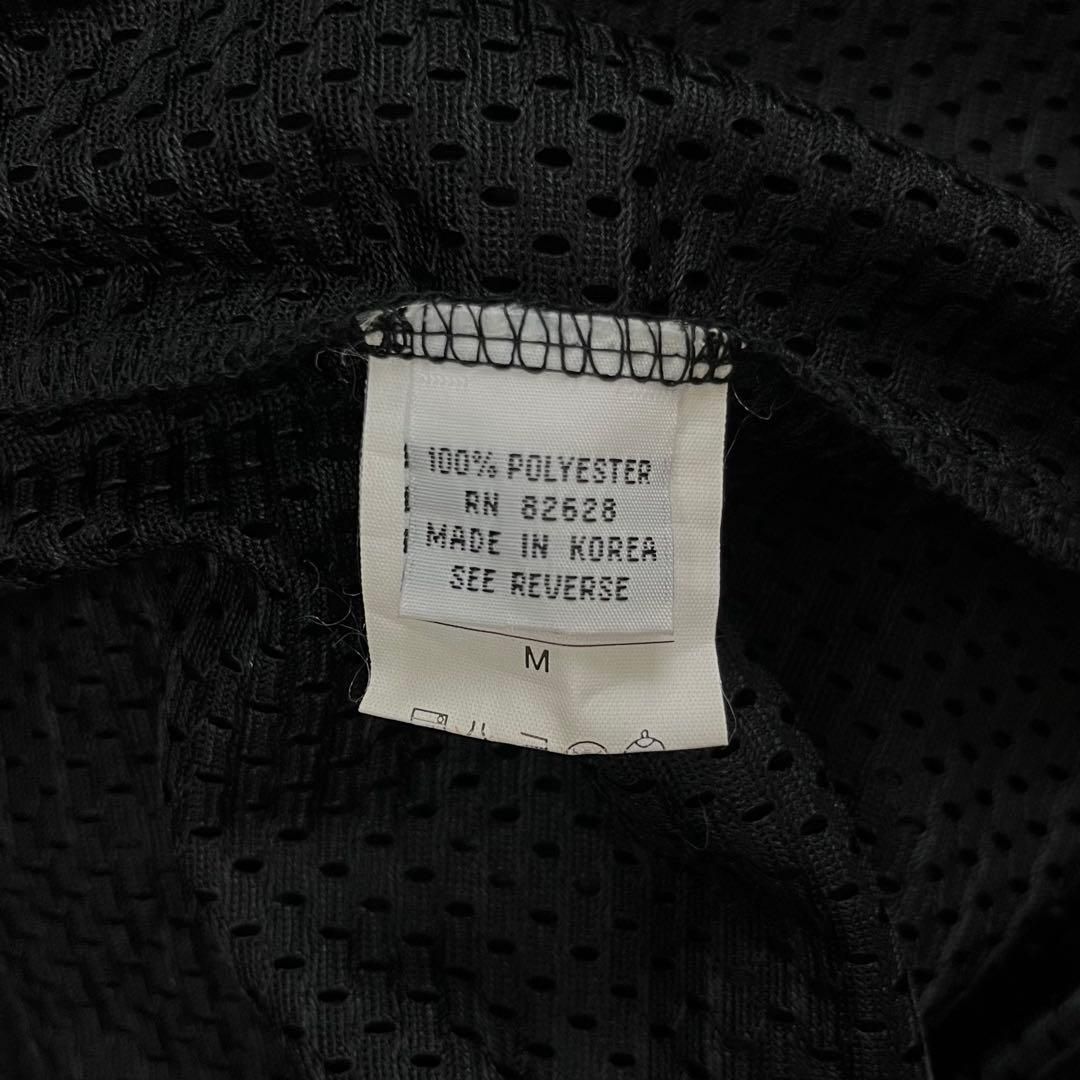 100% POLYESTER
RN 82628
MADE IN KOREA
SEE REVERSE
M